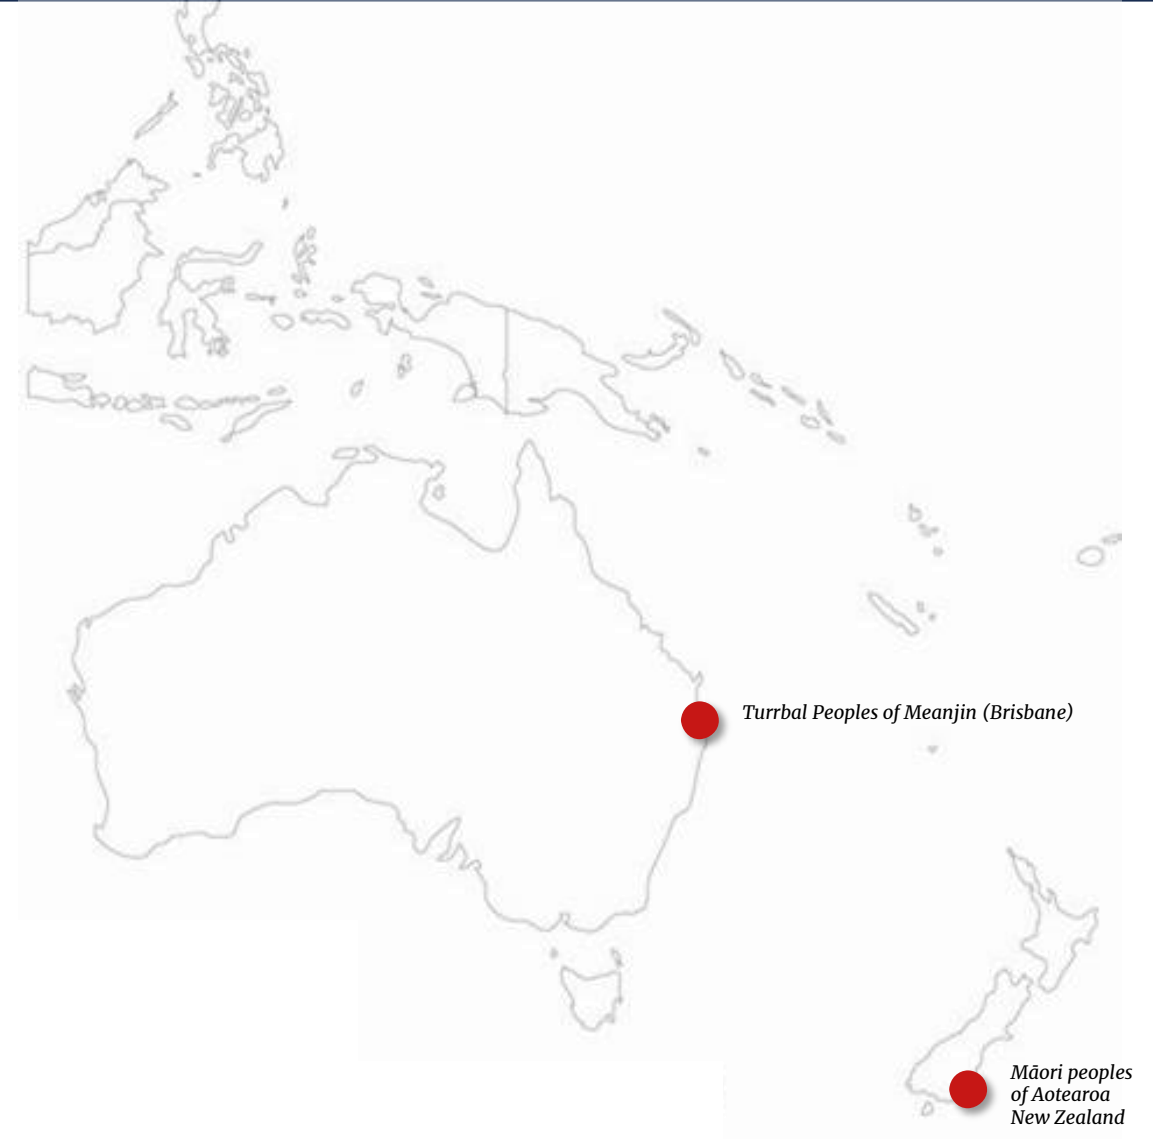 Turrbal Peoples of Meanjin (Brisbane)
Māori peoples
of Aotearoa
New Zealand